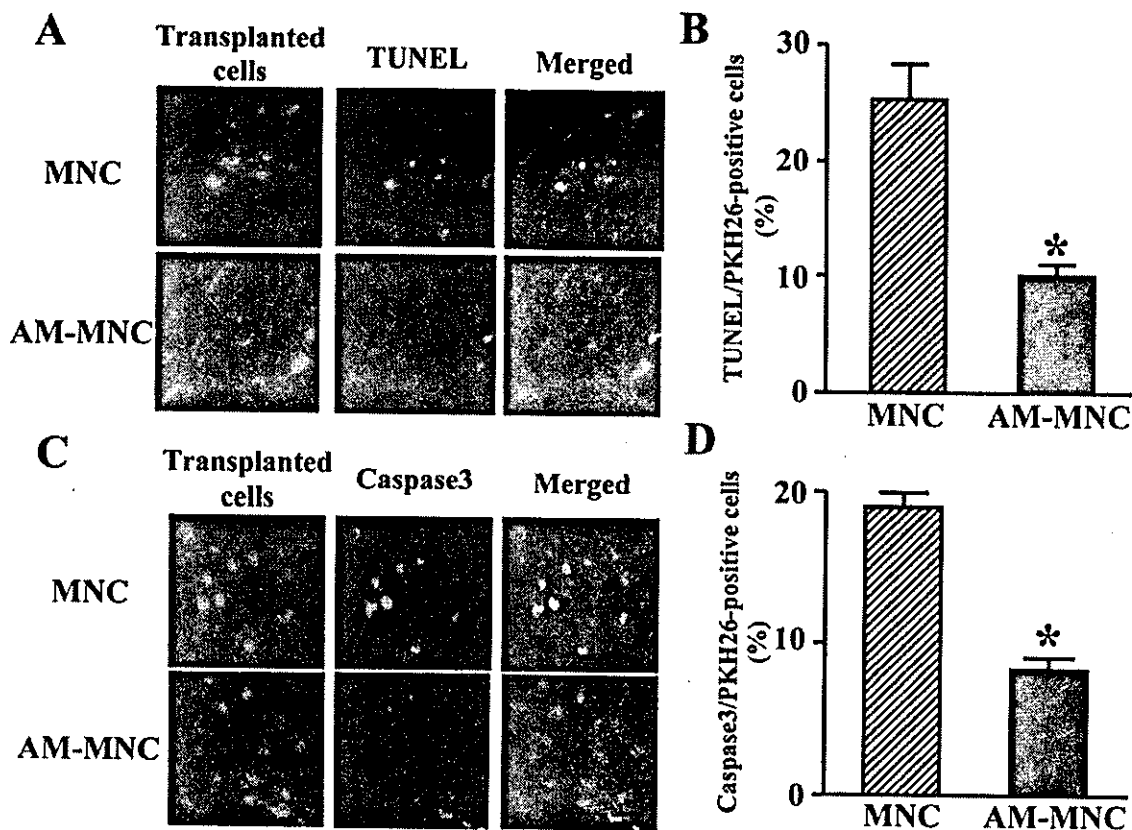 A
Transplanted
cells
TUNEL
Merged
MNC
AM-MNC
B
TUNEL/PKH26-positive cells
(%)
30
20
10
0
*
MNC
AM-MNC
C
Transplanted
cells
Caspase3
Merged
MNC
AM-MNC
D
Caspase3/PKH26-positive cells
(%)
20
10
0
*
MNC
AM-MNC